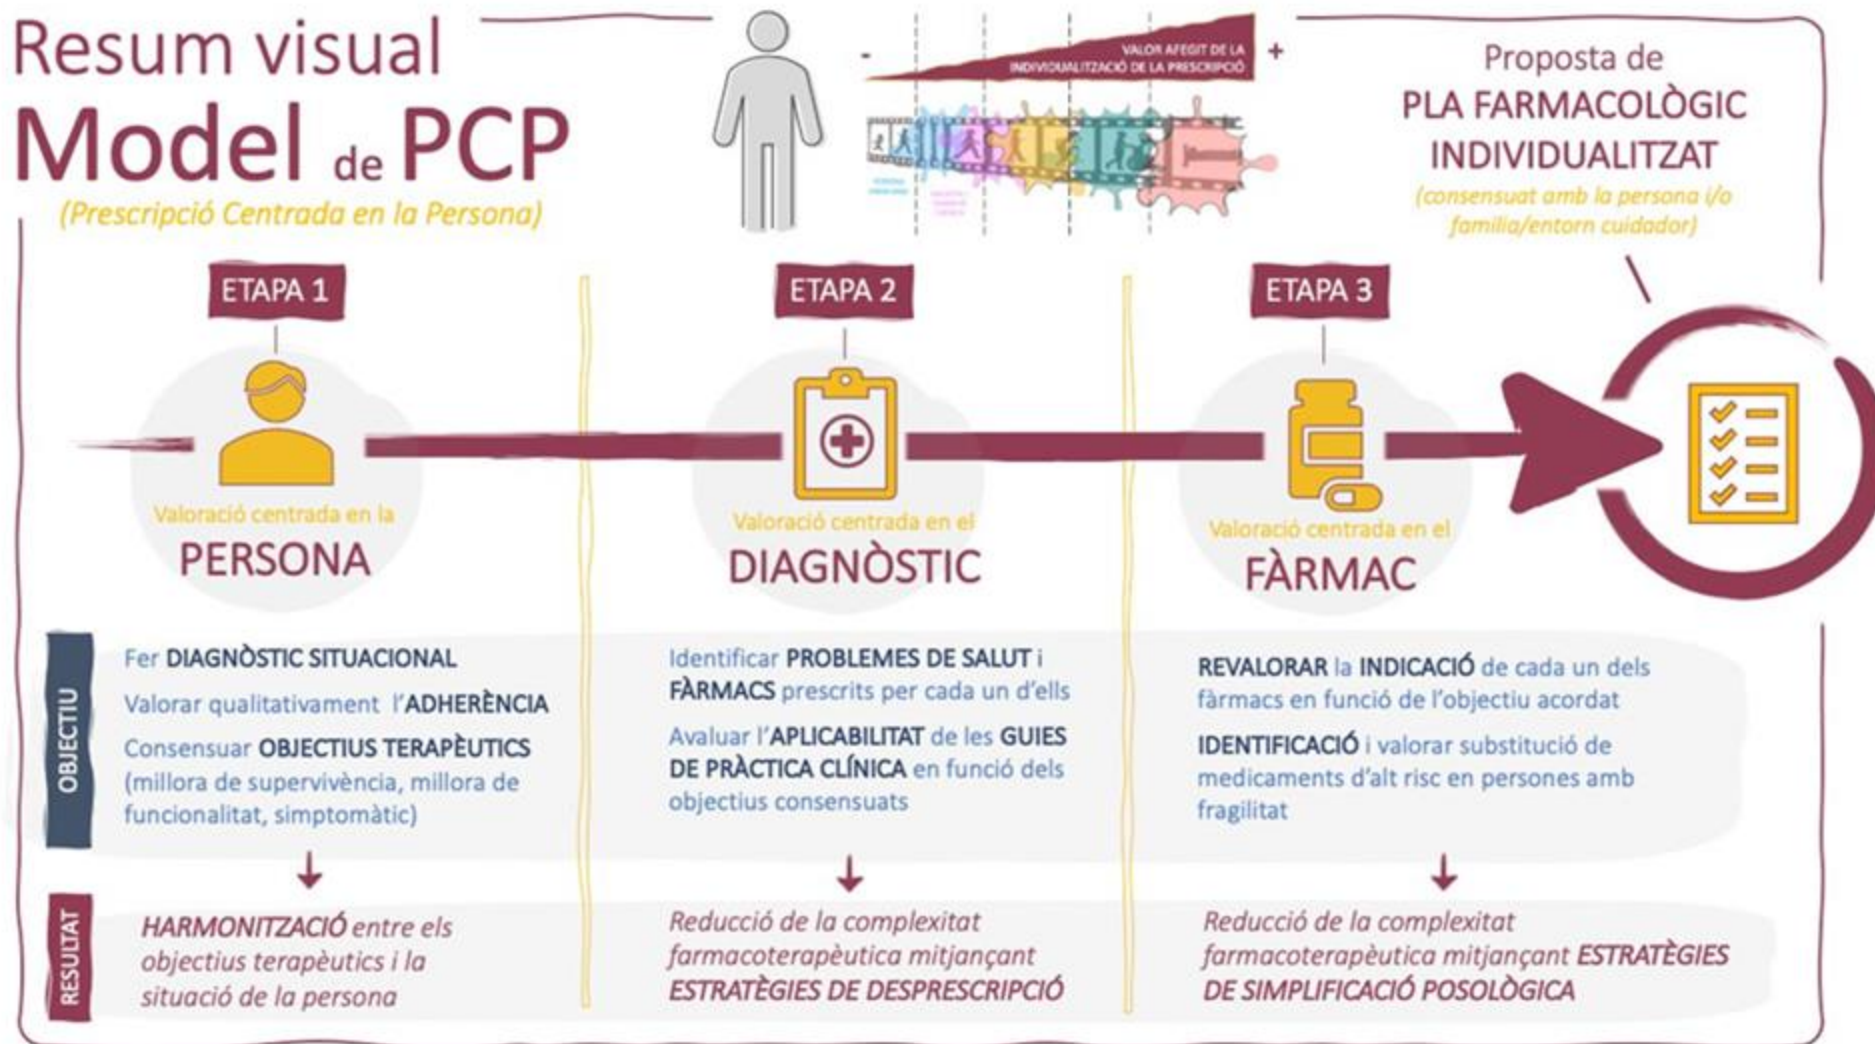 Resum visual
Model de PCP
(Prescripció Centrada en la Persona)
-
VALOR AFEGIT DE LA
INDIVIDUALITZACIÓ DE LA PRESCRIPCIÓ
+
Proposta de
PLA FARMACOLÒGIC
INDIVIDUALITZAT
(consensuat amb la persona i/o
familia/entorn cuidador)
ETAPA 1
Valoració centrada en la
PERSONA
ETAPA 2
Valoració centrada en el
DIAGNÒSTIC
ETAPA 3
Valoració centrada en el
FÀRMAC
OBJECTIU
Fer DIAGNÒSTIC SITUACIONAL
Valorar qualitativament l'ADHERÈNCIA
Consensuar OBJECTIUS TERAPÈUTICS
(millora de supervivència, millora de
funcionalitat, simptomàtic)
Identificar PROBLEMES DE SALUT i
FÀRMACS prescrits per cada un d'ells
Avaluar l'APLICABILITAT de les GUIES
DE PRÀCTICA CLÍNICA en funció dels
objectius consensuats
REVALORAR la INDICACIÓ de cada un dels
fàrmacs en funció de l'objectiu acordat
IDENTIFICACIÓ i valorar substitució de
medicaments d'alt risc en persones amb
fragilitat
RESULTAT
HARMONITZACIÓ entre els
objectius terapèutics i la
situació de la persona
Reducció de la complexitat
farmacoterapèutica mitjançant
ESTRATÈGIES DE DESPRESCRIPCIÓ
Reducció de la complexitat
farmacoterapèutica mitjançant ESTRATÈGIES
DE SIMPLIFICACIÓ POSOLÒGICA